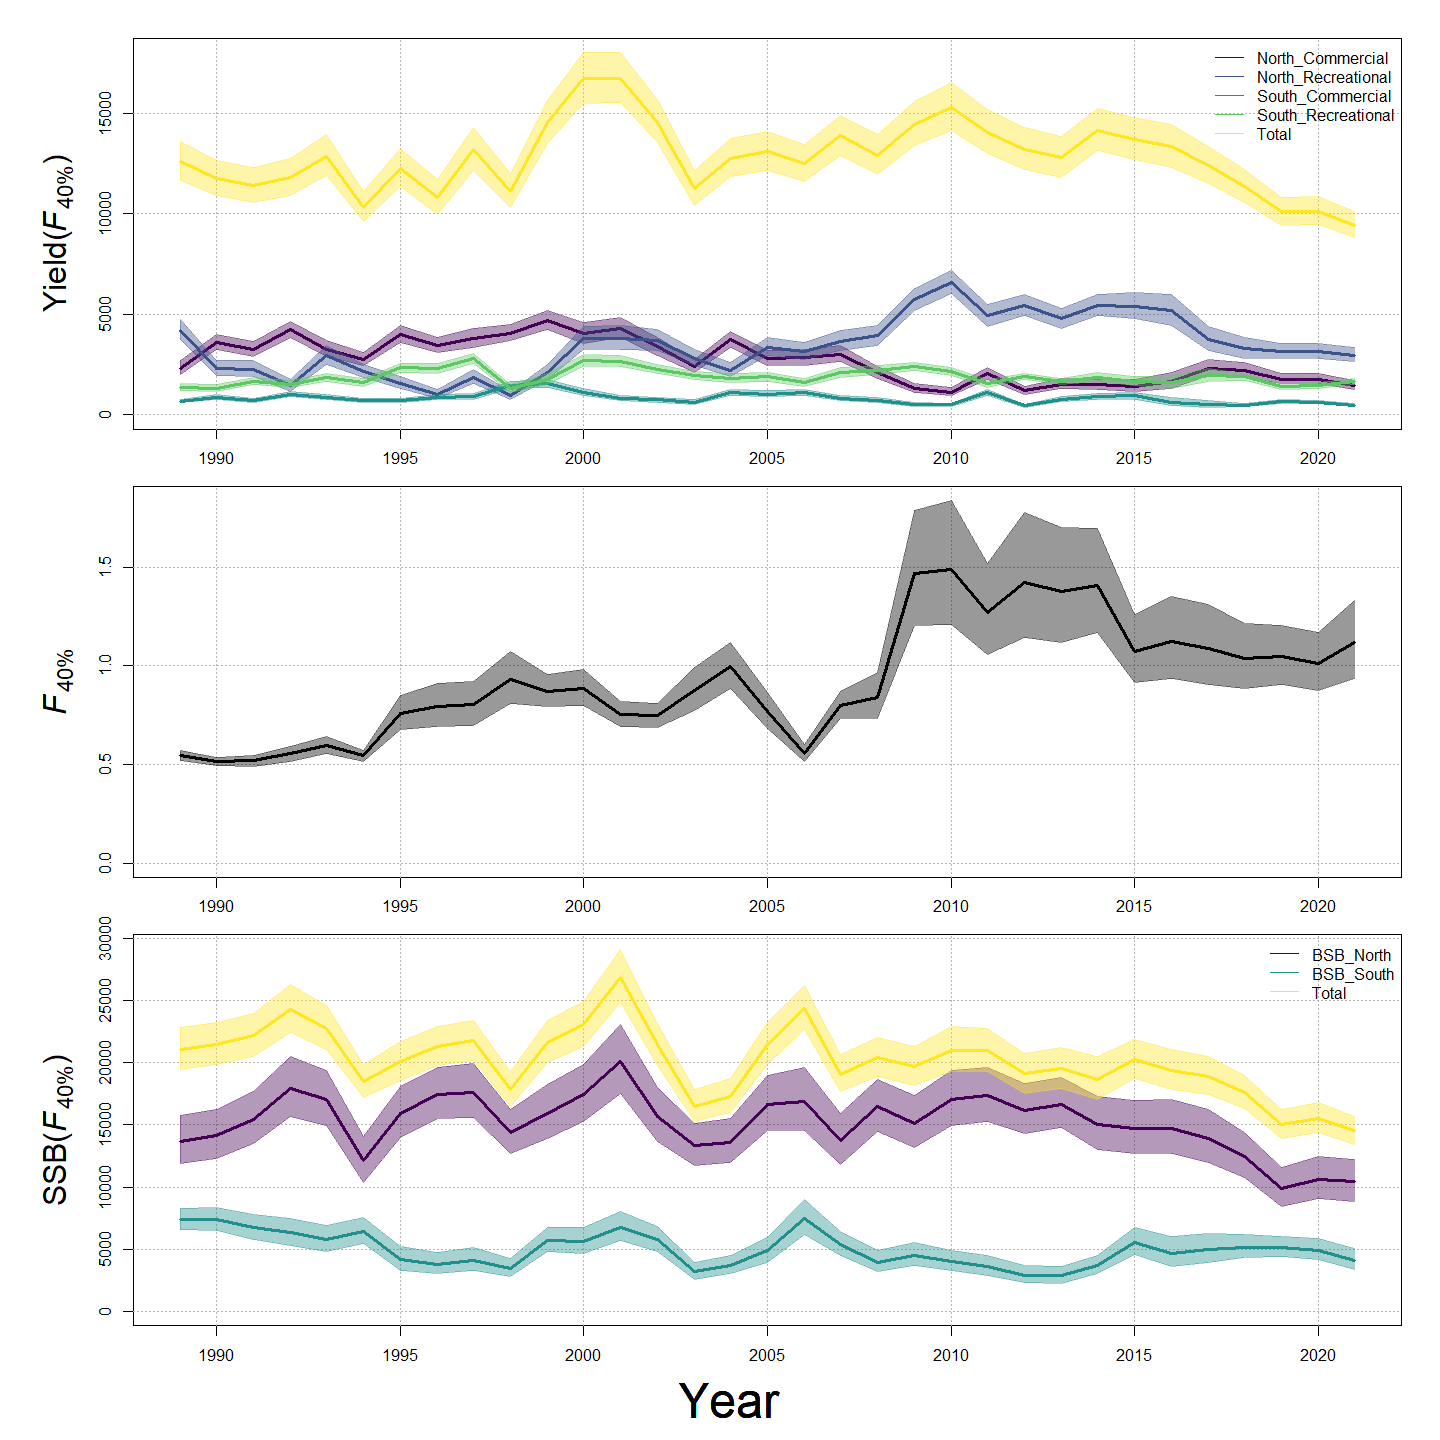 Yield(F40%)
15000
10000
5000
0
North_Commercial
North_Recreational
South_Commercial
South_Recreational
Total
1990 1995 2000 2005 2010 2015 2020
F40%
1.5
1.0
0.5
0.0
1990 1995 2000 2005 2010 2015 2020
SSB(F40%)
30000
25000
20000
15000
10000
5000
0
BSB_North
BSB_South
Total
1990 1995 2000 2005 2010 2015 2020
Year